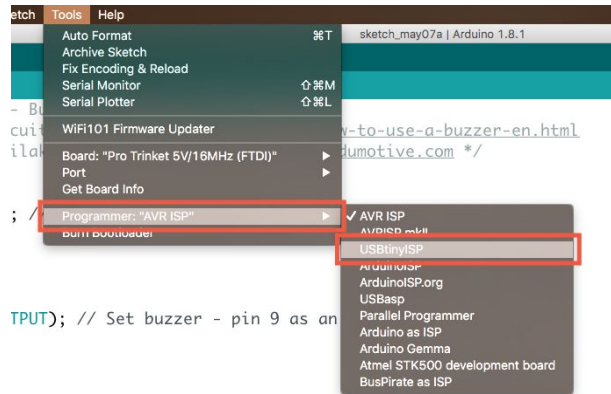 etch Tools Help
Auto Format ⌘T
sketch_may07a | Arduino 1.8.1
Archive Sketch
Fix Encoding & Reload
Serial Monitor ⇧⌘M
Serial Plotter ⇧⌘L
- Bu
WiFi101 Firmware Updater
cuit
w-to-use-a-buzzer-en.html
Board: "Pro Trinket 5V/16MHz (FTDI)"
ilak
dumotive.com */
Port
Get Board Info
; /
Programmer: "AVR ISP"
✓ AVR ISP
Burn Bootloader
AVRISP mkII
USBtinyISP
ArduinoISP
ArduinoISP.org
USBasp
TPUT); // Set buzzer - pin 9 as an
Parallel Programmer
Arduino as ISP
Arduino Gemma
Atmel STK500 development board
BusPirate as ISP